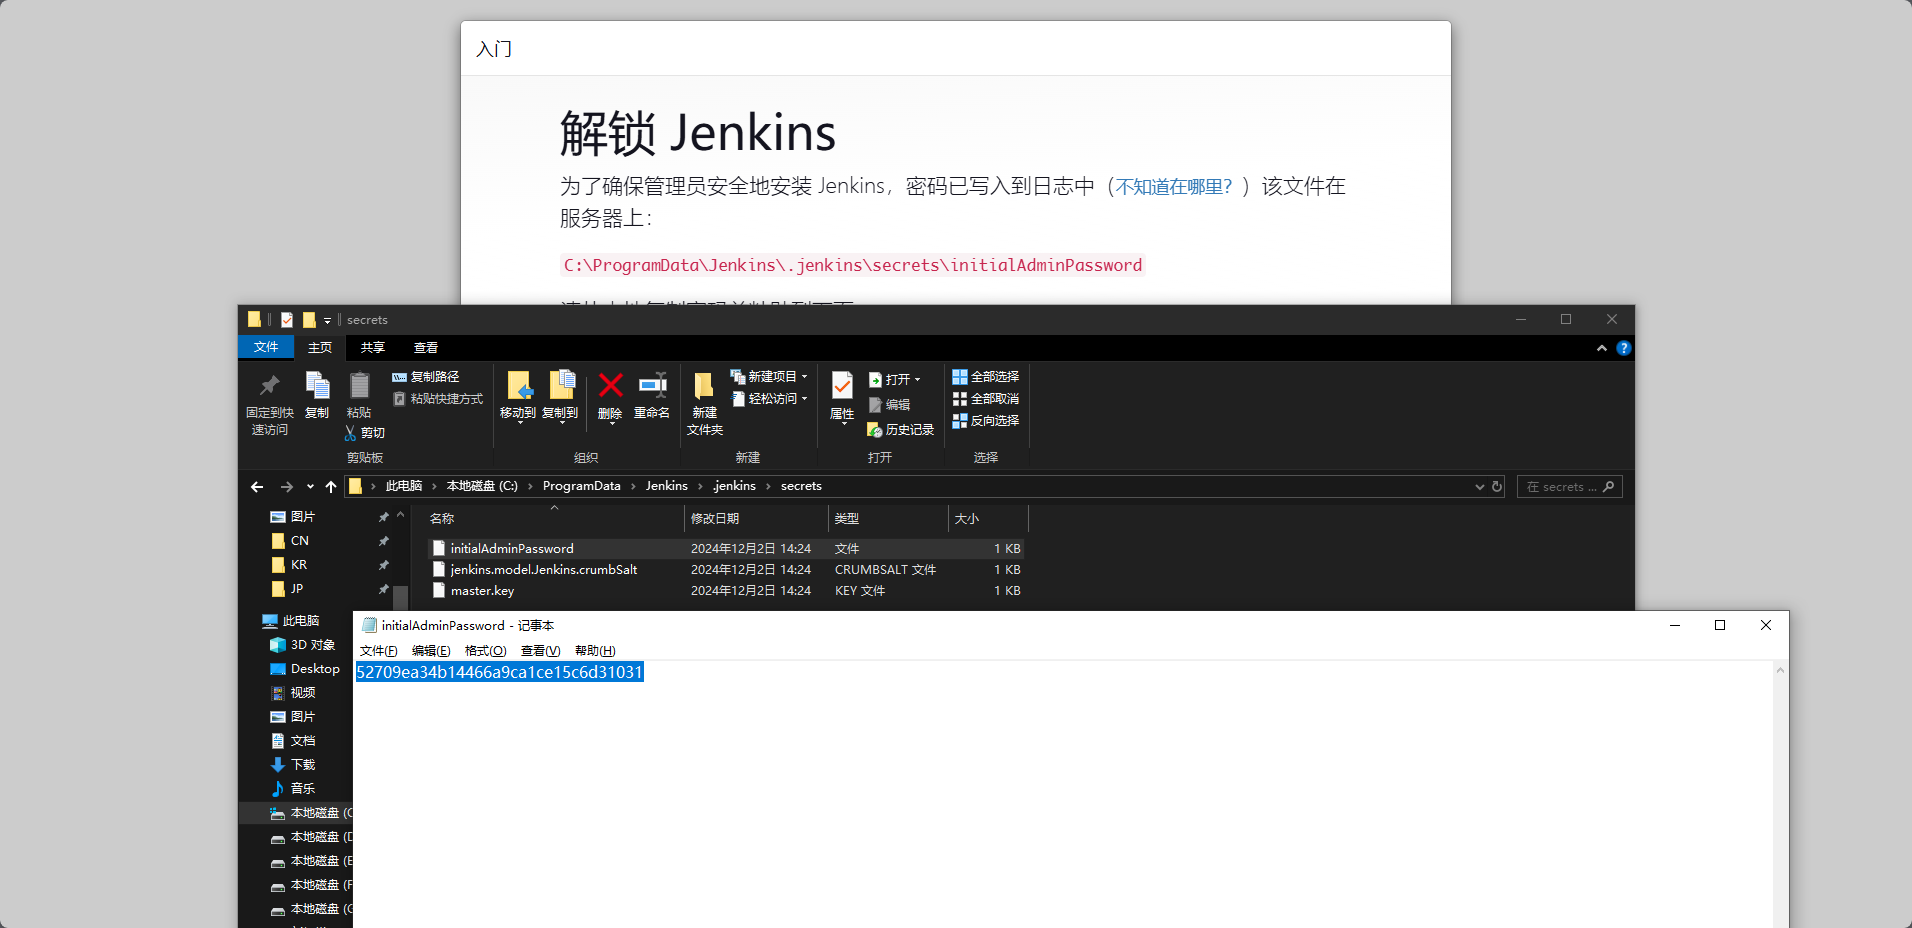 入门
解锁 Jenkins
为了确保管理员安全地安装 Jenkins，密码已写入到日志中（不知道在哪里？）该文件在
服务器上：
C:\ProgramData\Jenkins\.jenkins\secrets\initialAdminPassword
secrets
文件 主页 共享 查看
固定到快速访问 复制 粘贴 复制路径 粘贴快捷方式 剪切
移动到 复制到 删除 重命名
新建文件夹 新建项目 轻松访问
属性 打开 编辑 历史记录
全部选择 全部取消 反向选择
剪贴板 组织 新建 打开 选择
此电脑 本地磁盘 (C:) ProgramData Jenkins .jenkins secrets
在 secrets ...
图片
CN
KR
JP
此电脑
3D 对象
Desktop
视频
图片
文档
下载
音乐
本地磁盘 (C
本地磁盘 (D
本地磁盘 (E
本地磁盘 (F
本地磁盘 (G
名称 修改日期 类型 大小
initialAdminPassword 2024年12月2日 14:24 文件 1 KB
jenkins.model.Jenkins.crumbSalt 2024年12月2日 14:24 CRUMBSALT 文件 1 KB
master.key 2024年12月2日 14:24 KEY 文件 1 KB
initialAdminPassword - 记事本
文件(F) 编辑(E) 格式(O) 查看(V) 帮助(H)
52709ea34b14466a9ca1ce15c6d31031